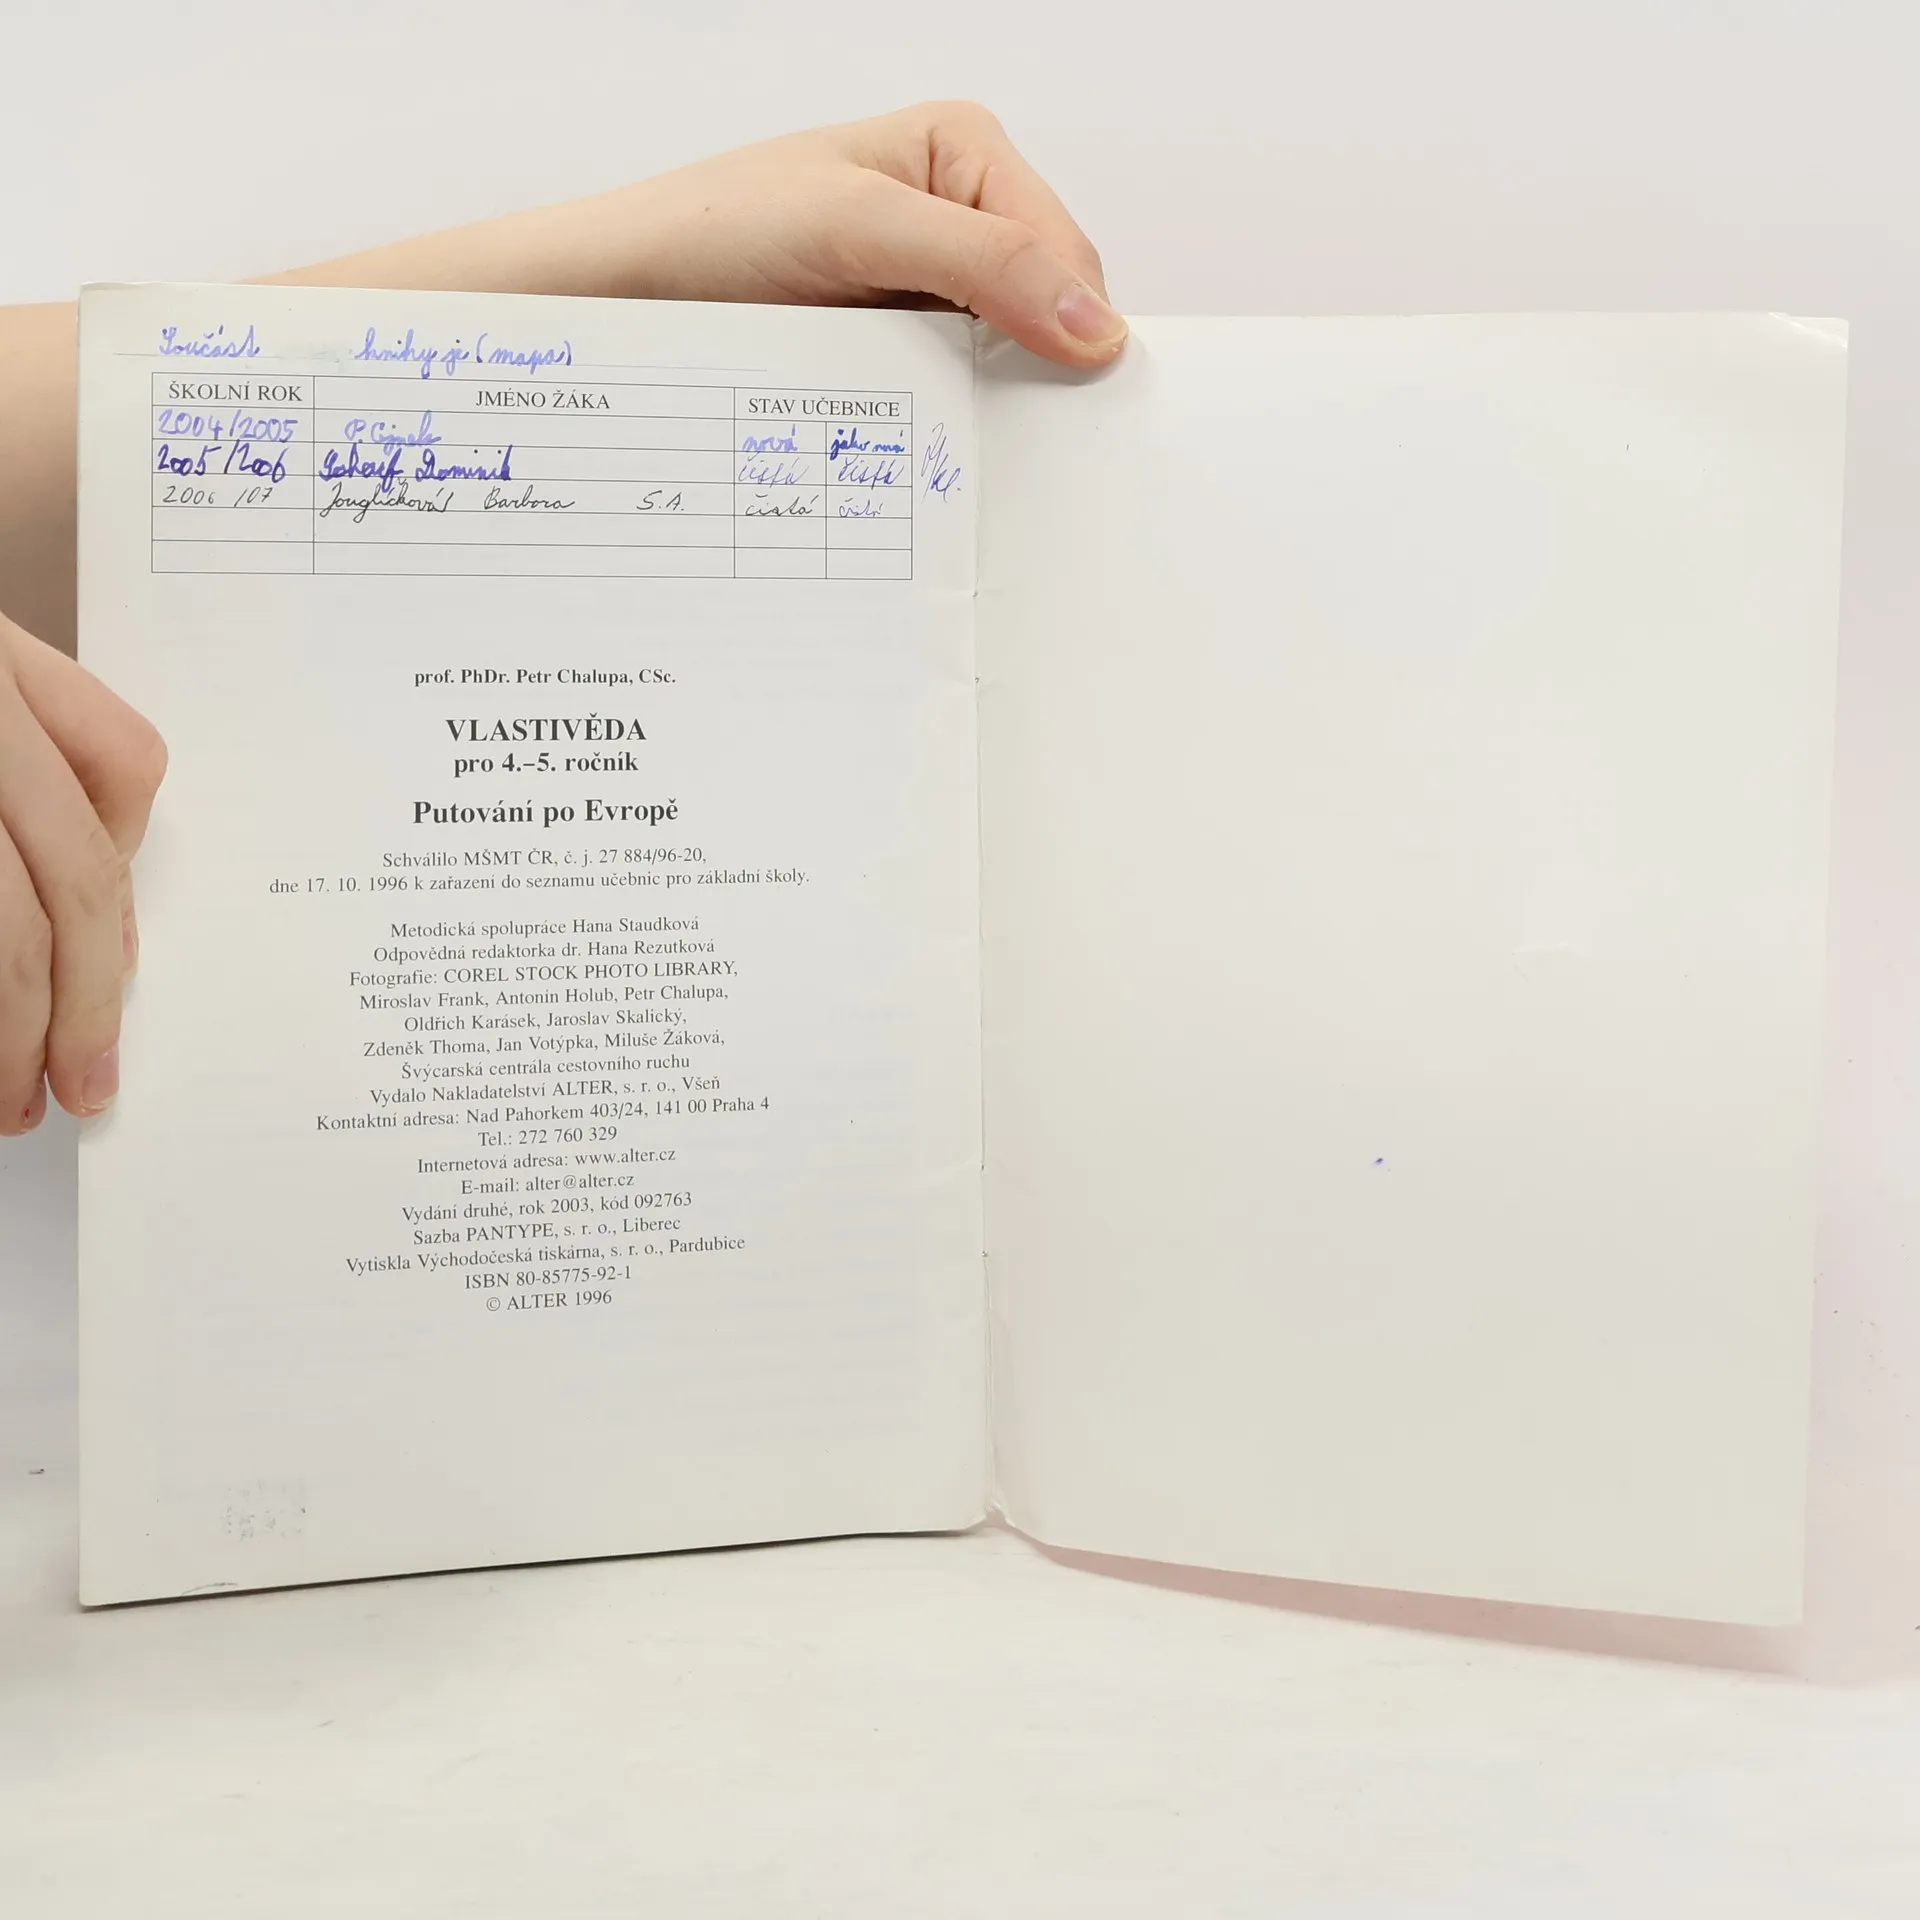 Součást knihy je (mapa)
ŠKOLNÍ ROK JMÉNO ŽÁKA STAV UČEBNICE
2004/2005 P. nová jako nová
2005/2006 Dominik čistá čistá
2006/07 Jouglíčková Barbora 5.A. čistá čistá
prof. PhDr. Petr Chalupa, CSc.
VLASTIVĚDA
pro 4.–5. ročník
Putování po Evropě
Schválilo MŠMT ČR, č. j. 27 884/96-20,
dne 17. 10. 1996 k zařazení do seznamu učebnic pro základní školy.
Metodická spolupráce Hana Staudková
Odpovědná redaktorka dr. Hana Rezutková
Fotografie: COREL STOCK PHOTO LIBRARY,
Miroslav Frank, Antonín Holub, Petr Chalupa,
Oldřich Karásek, Jaroslav Skalický,
Zdeněk Thoma, Jan Votýpka, Miluše Žáková,
Švýcarská centrála cestovního ruchu
Vydalo Nakladatelství ALTER, s. r. o., Všeň
Kontaktní adresa: Nad Pahorkem 403/24, 141 00 Praha 4
Tel.: 272 760 329
Internetová adresa: www.alter.cz
E-mail: alter@alter.cz
Vydání druhé, rok 2003, kód 092763
Sazba PANTYPE, s. r. o., Liberec
Vytiskla Východočeská tiskárna, s. r. o., Pardubice
ISBN 80-85775-92-1
© ALTER 1996